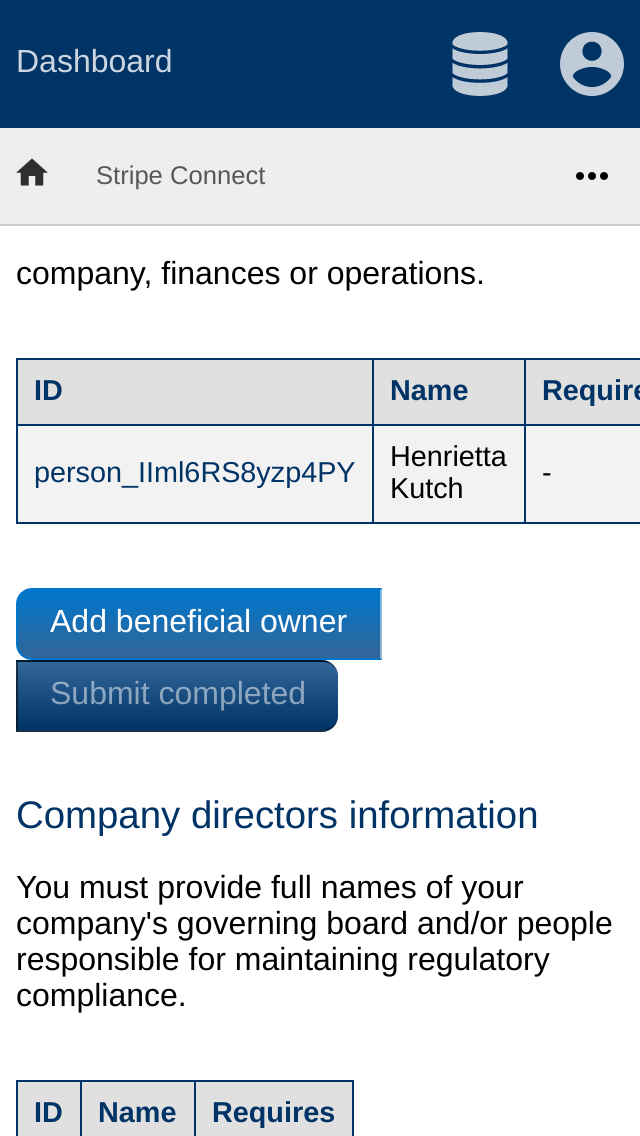 Dashboard
Stripe Connect
company, finances or operations.
ID Name
person_IIml6RS8yzp4PY Henrietta Kutch -
Add beneficial owner
Submit completed
Company directors information
You must provide full names of your
company's governing board and/or people
responsible for maintaining regulatory
compliance.
ID Name Requires